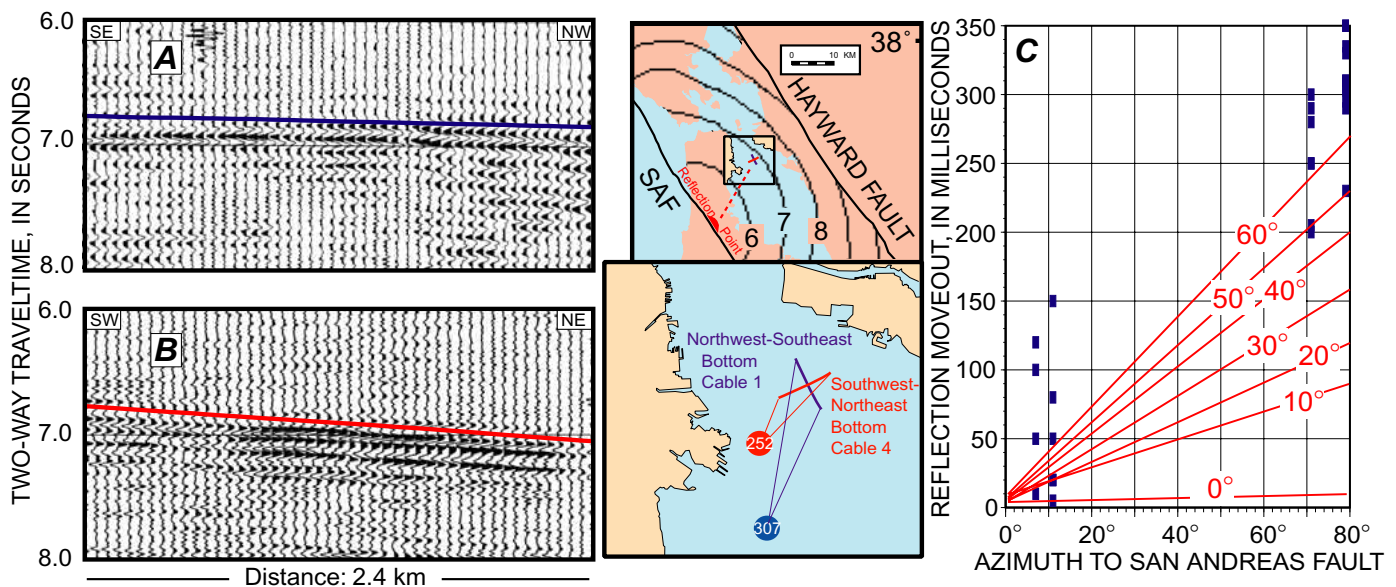 TWO-WAY TRAVELTIME, IN SECONDS
6.0
7.0
8.0
SE
A
NW
6.0
7.0
8.0
SW
B
NE
Distance: 2.4 km
38°
0 10 KM
HAYWARD FAULT
SAF
Reflection
Point
6
7
8
Northwest-Southeast
Bottom
Cable 1
Southwest-
Northeast
Bottom
Cable 4
252
307
C
REFLECTION MOVEOUT, IN MILLISECONDS
350
300
250
200
150
100
50
0
60°
50°
40°
30°
20°
10°
0°
0°
20°
40°
60°
80°
AZIMUTH TO SAN ANDREAS FAULT